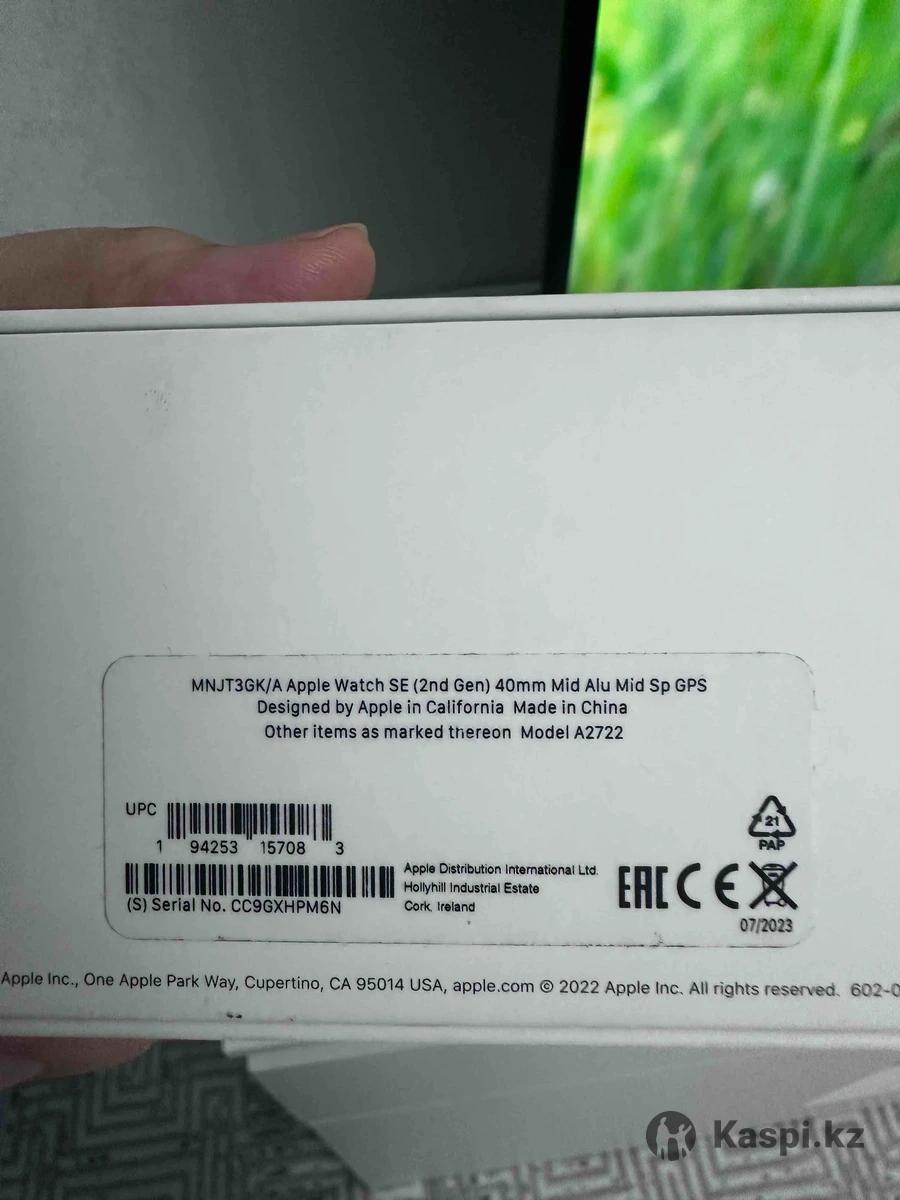 MNJT3GK/A Apple Watch SE (2nd Gen) 40mm Mid Alu Mid Sp GPS
Designed by Apple in California Made in China
Other items as marked thereon Model A2722
UPC
1 94253 15708 3
(S) Serial No. CC9GXHPM6N
Apple Distribution International Ltd.
Hollyhill Industrial Estate
Cork, Ireland
21
PAP
EAC CE
07/2023
Apple Inc., One Apple Park Way, Cupertino, CA 95014 USA, apple.com © 2022 Apple Inc. All rights reserved. 602-0
Kaspi.kz